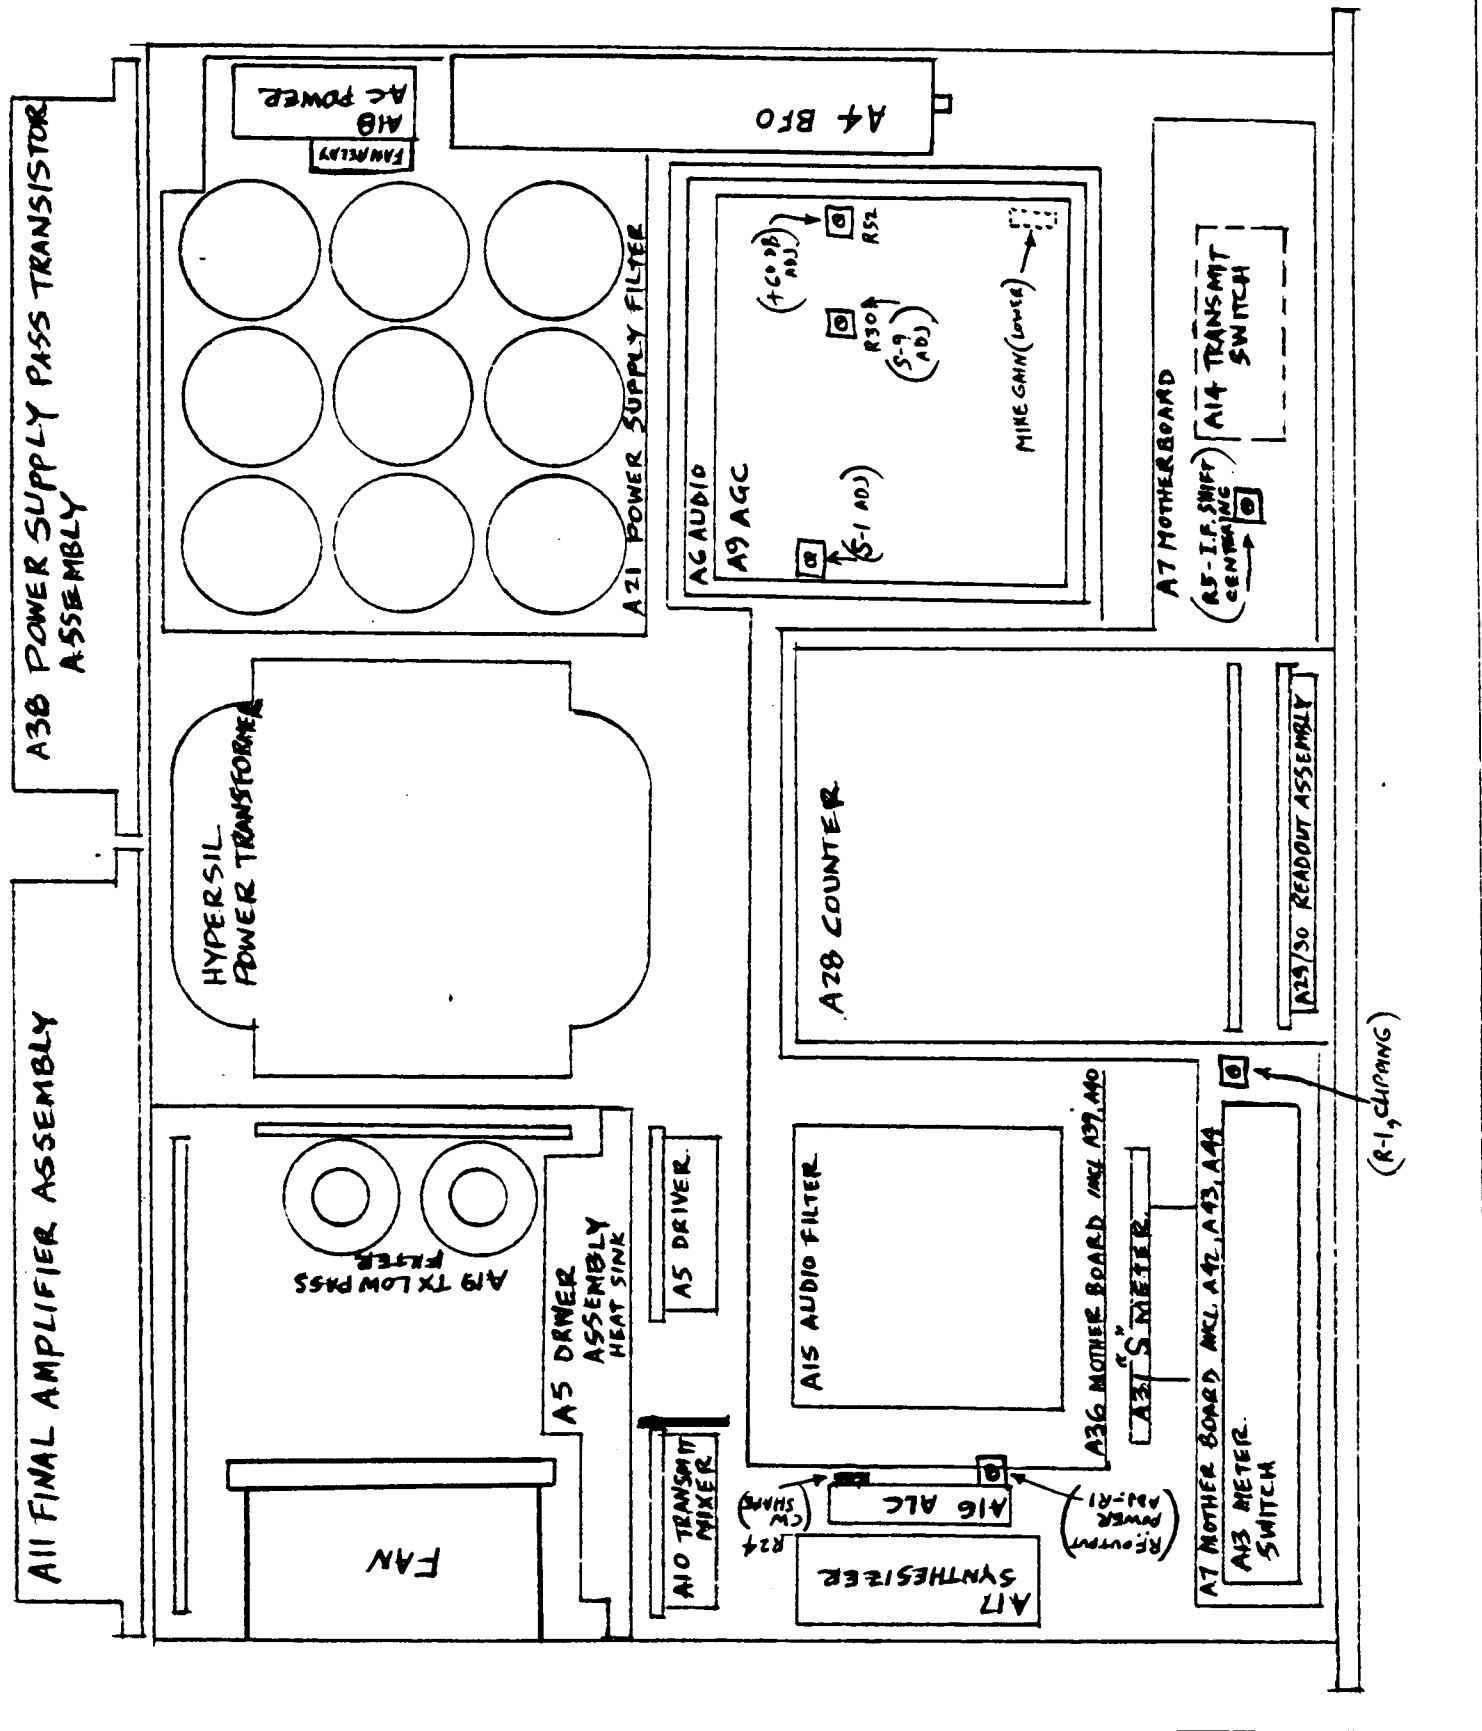 A38 POWER SUPPLY PASS TRANSISTOR
ASSEMBLY
A11 FINAL AMPLIFIER ASSEMBLY
A18
AC POWER
FAN RELAY
A4 BFO
A21 POWER SUPPLY FILTER
HYPERSIL
POWER TRANSFORMER
A19 TX LOW PASS
FILTER
FAN
A5 DRIVER
ASSEMBLY
HEAT SINK
A5 DRIVER
A10 TRANSMIT
MIXER
A6 AUDIO
A9 AGC
(+60 DB
ADJ.)
R52
R30
(S-9
ADJ)
(S-1 ADJ)
MIKE GAIN (LOWER)
A7 MOTHERBOARD
(R5-I.F. SHIFT
CENTERING)
A14 TRANSMIT
SWITCH
A28 COUNTER
A29/30 READOUT ASSEMBLY
A15 AUDIO FILTER
A36 MOTHER BOARD INCL A39, A40
A31 "S" METER
A7 MOTHER BOARD INCL. A42, A43, A44
A13 METER
SWITCH
(R-1, CLIPPING)
R24
(CW
SHAPE)
A16 ALC
(RF OUTPUT
POWER
ADJ-R1)
A17
SYNTHESIZER